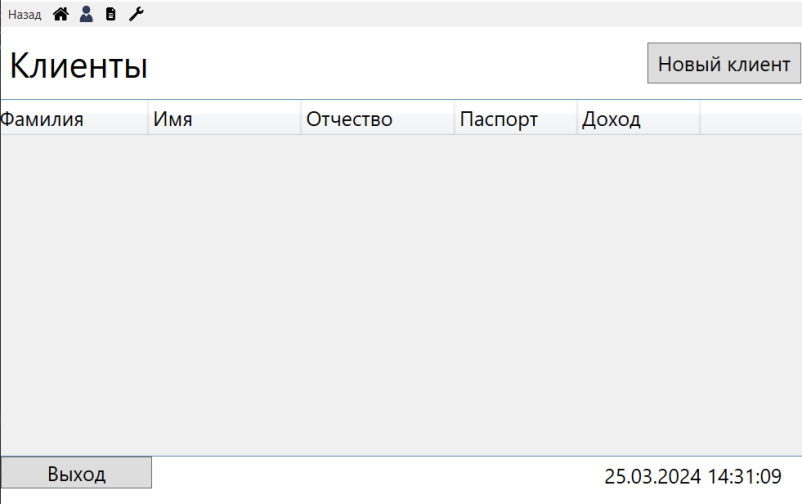 Назад
Клиенты
Новый клиент
Фамилия Имя Отчество Паспорт Доход
Выход
25.03.2024 14:31:09